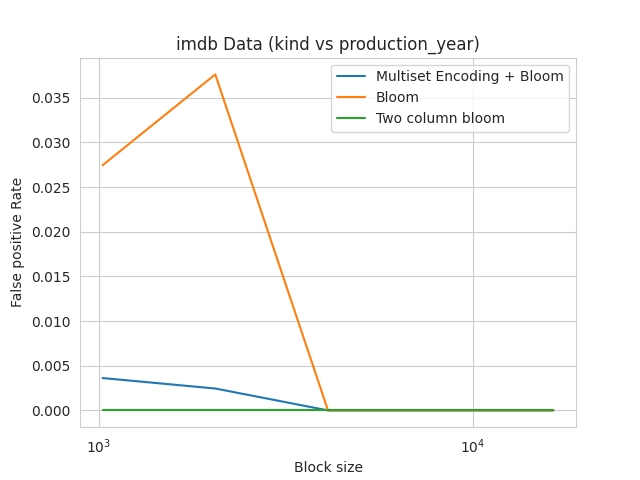 imdb Data (kind vs production_year)
Multiset Encoding + Bloom
Bloom
Two column bloom
False positive Rate
0.035
0.030
0.025
0.020
0.015
0.010
0.005
0.000
10³
10⁴
Block size